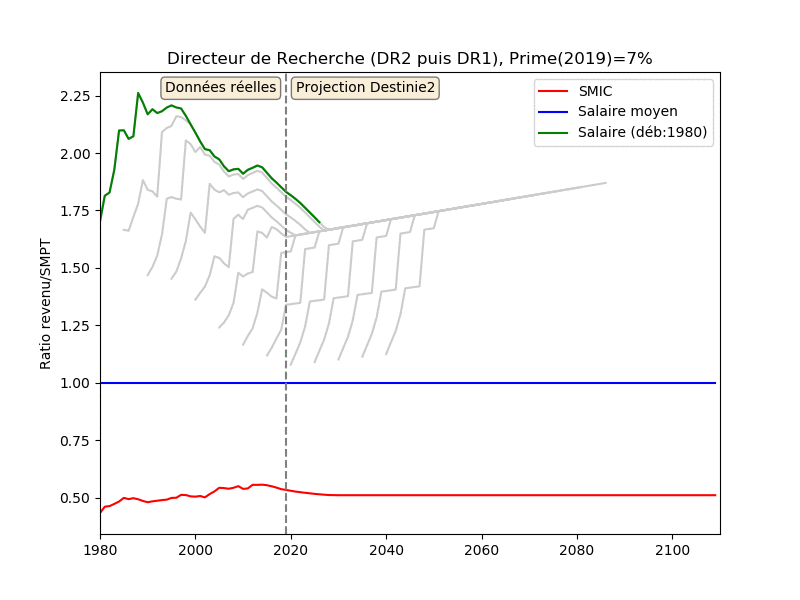 Directeur de Recherche (DR2 puis DR1), Prime(2019)=7%
Données réelles
Projection Destinie2
SMIC
Salaire moyen
Salaire (déb:1980)
Ratio revenu/SMPT
2.25
2.00
1.75
1.50
1.25
1.00
0.75
0.50
1980
2000
2020
2040
2060
2080
2100